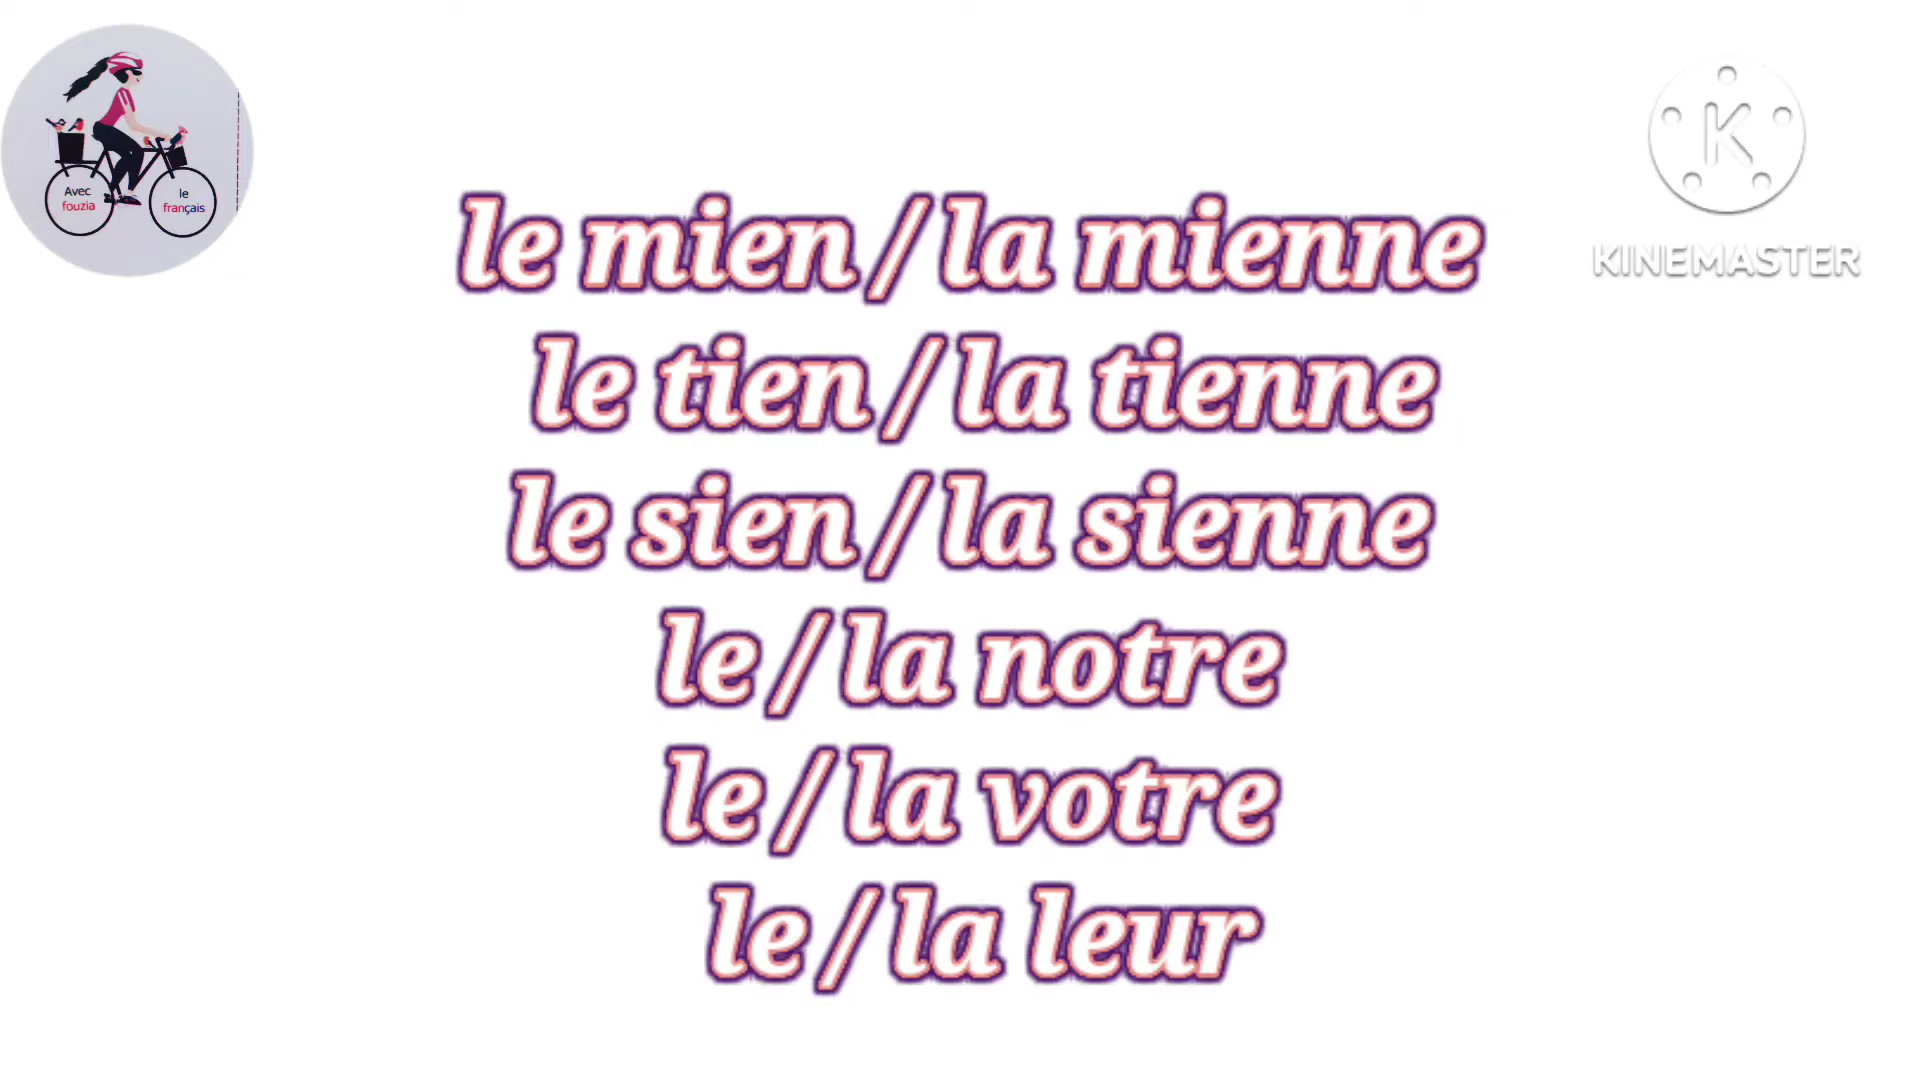 Avec
fouzia
le
français
KINEMASTER
le mien / la mienne
le tien / la tienne
le sien / la sienne
le / la notre
le / la votre
le / la leur